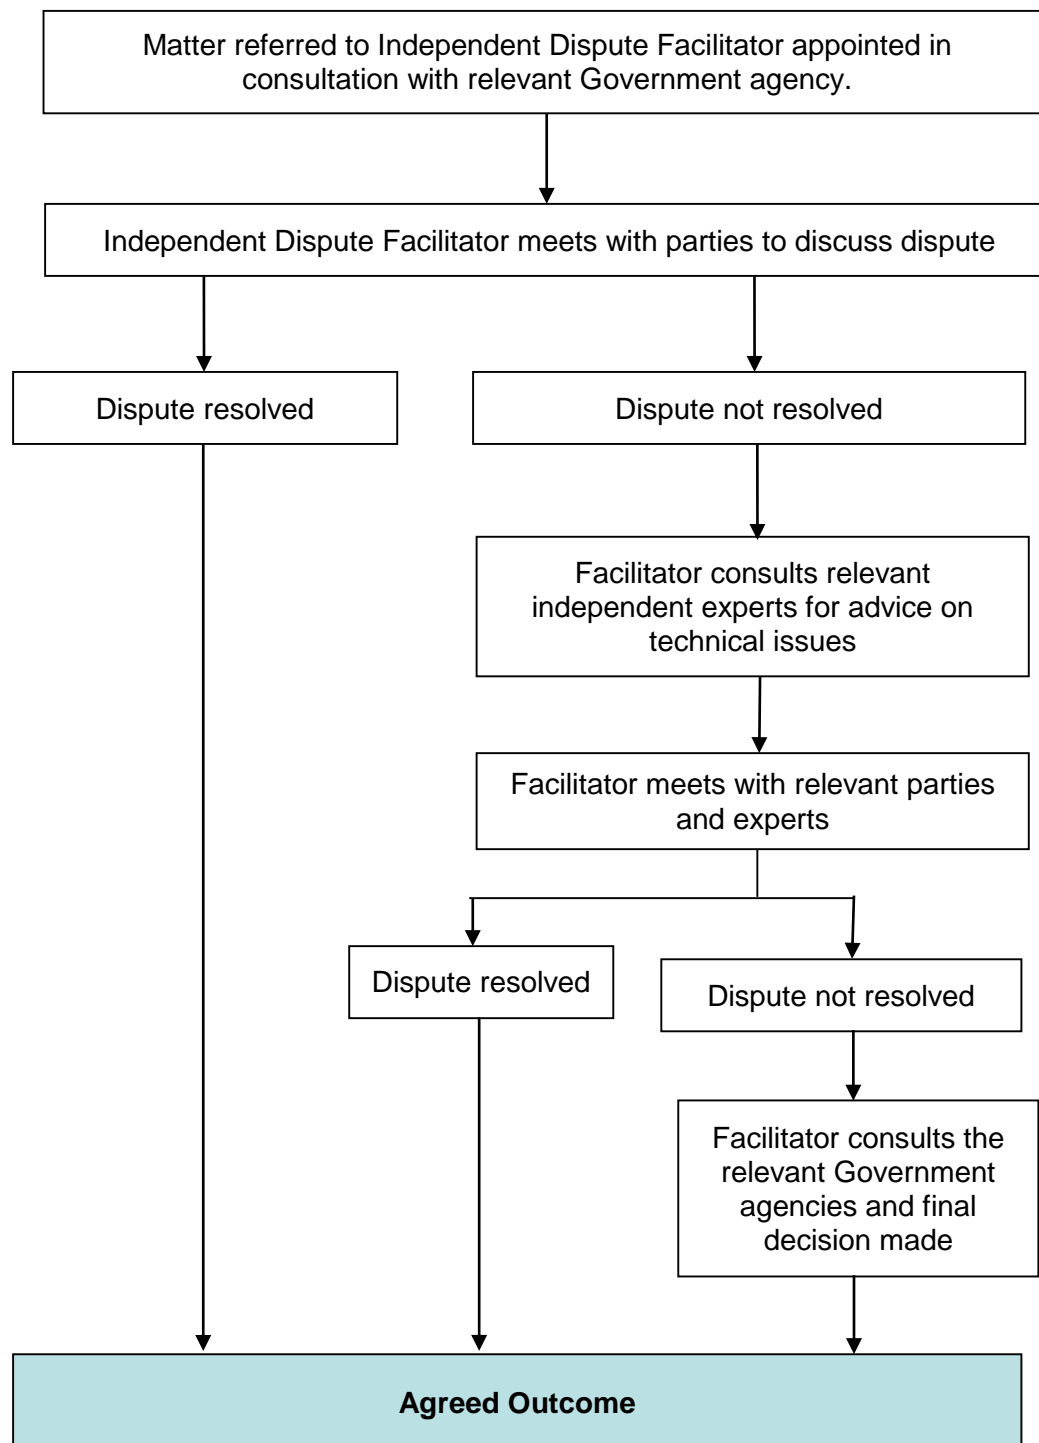 Matter referred to Independent Dispute Facilitator appointed in
consultation with relevant Government agency.
Independent Dispute Facilitator meets with parties to discuss dispute
Dispute resolved
Dispute not resolved
Facilitator consults relevant
independent experts for advice on
technical issues
Facilitator meets with relevant parties
and experts
Dispute resolved
Dispute not resolved
Facilitator consults the
relevant Government
agencies and final
decision made
Agreed Outcome